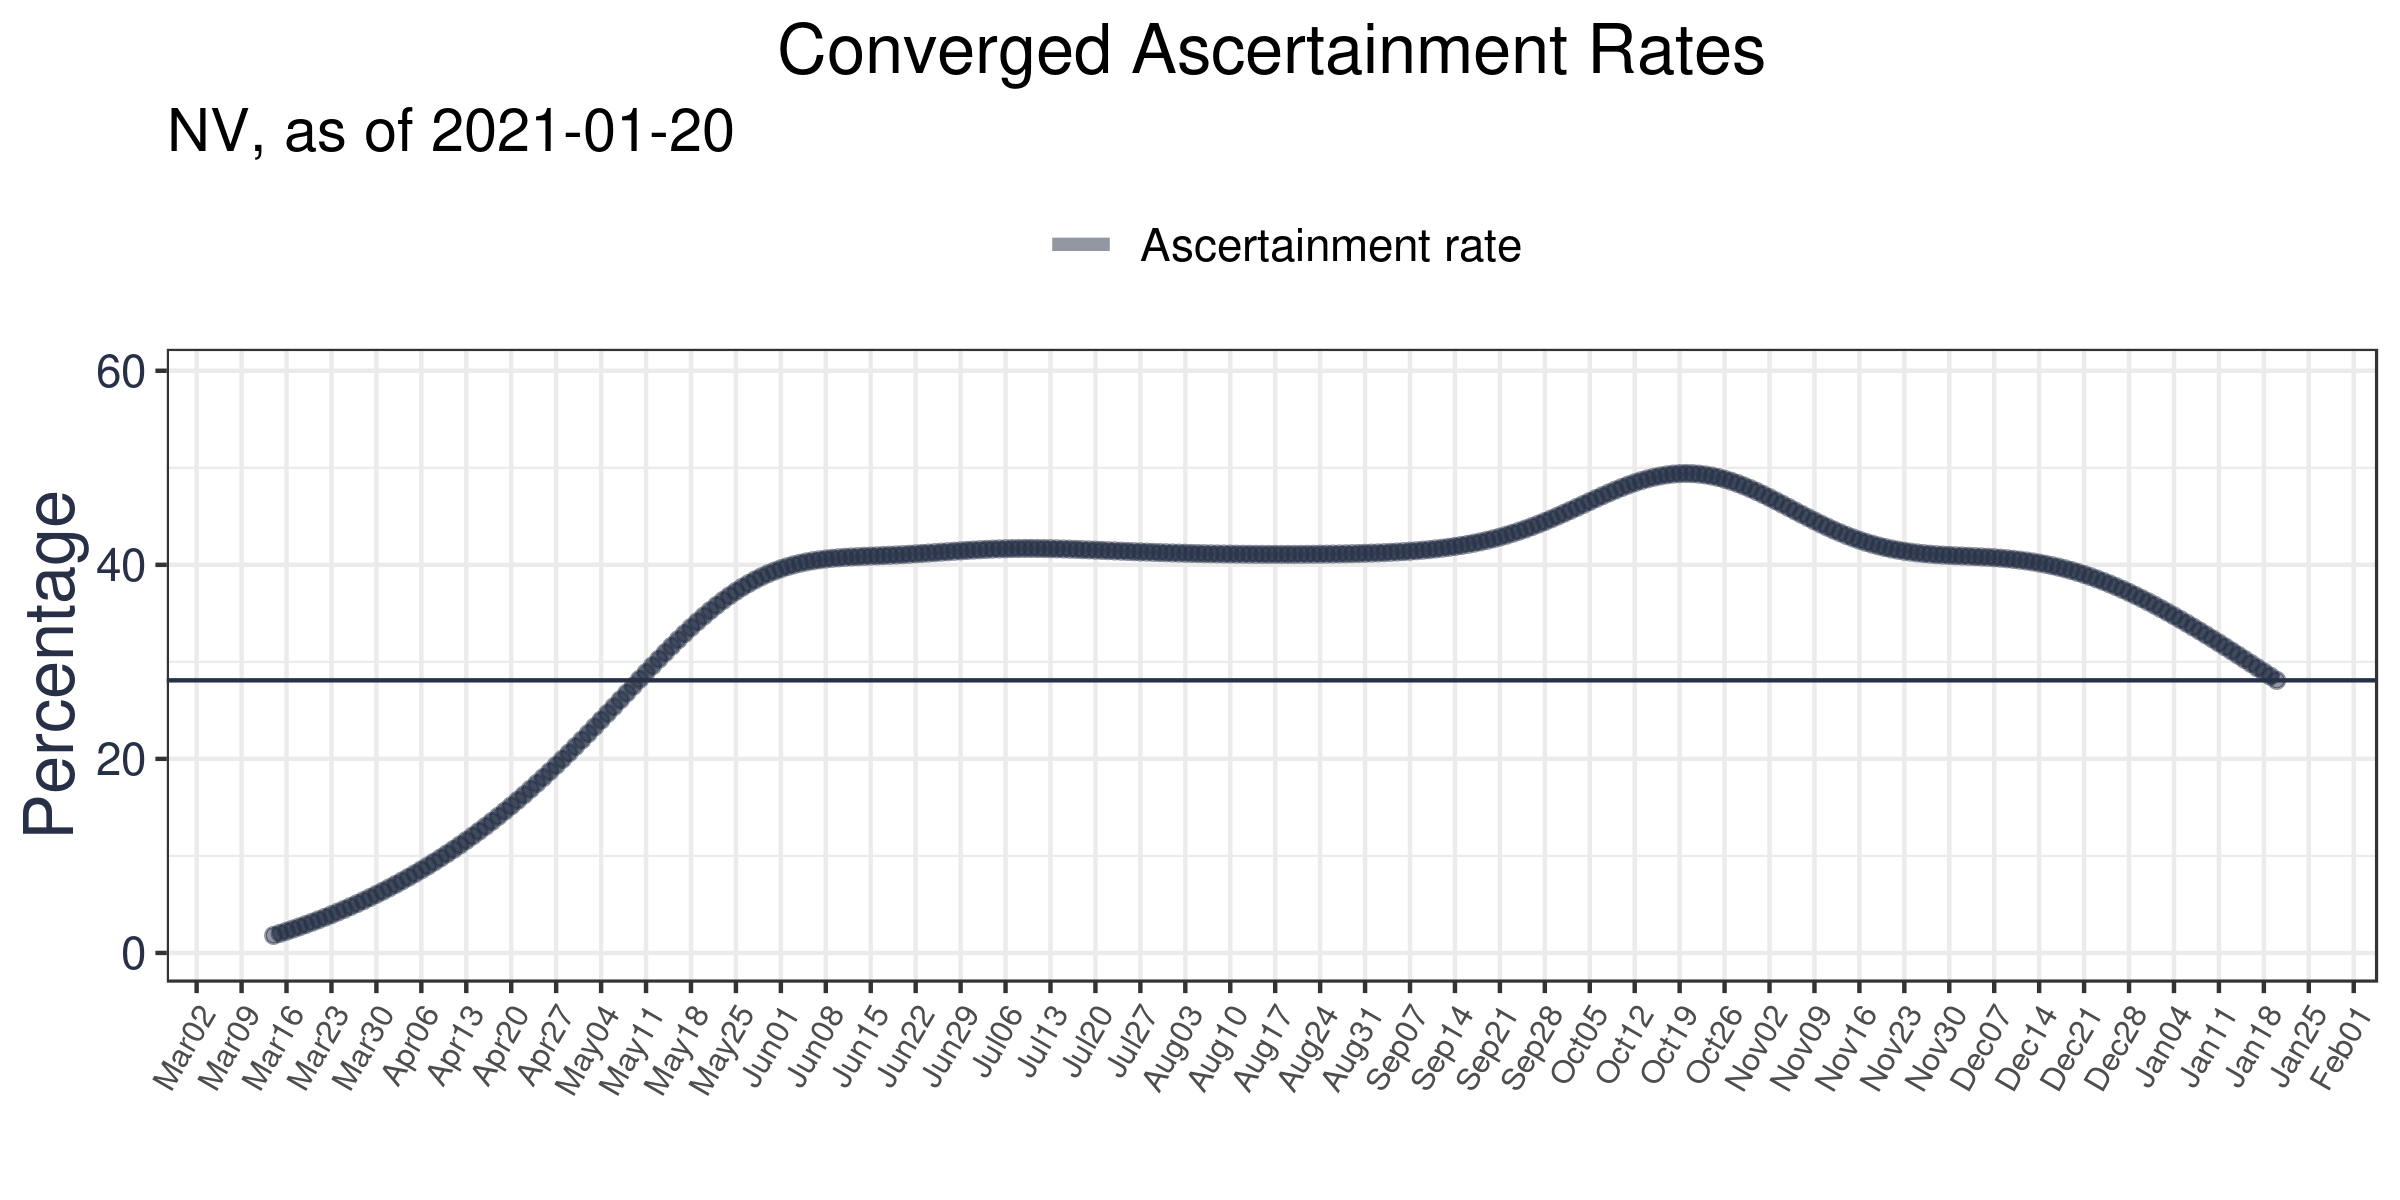 Converged Ascertainment Rates
NV, as of 2021-01-20
Ascertainment rate
Percentage
60
40
20
0
Mar02 Mar09 Mar16 Mar23 Mar30 Apr06 Apr13 Apr20 Apr27 May04 May11 May18 May25 Jun01 Jun08 Jun15 Jun22 Jun29 Jul06 Jul13 Jul20 Jul27 Aug03 Aug10 Aug17 Aug24 Aug31 Sep07 Sep14 Sep21 Sep28 Oct05 Oct12 Oct19 Oct26 Nov02 Nov09 Nov16 Nov23 Nov30 Dec07 Dec14 Dec21 Dec28 Jan04 Jan11 Jan18 Jan25 Feb01